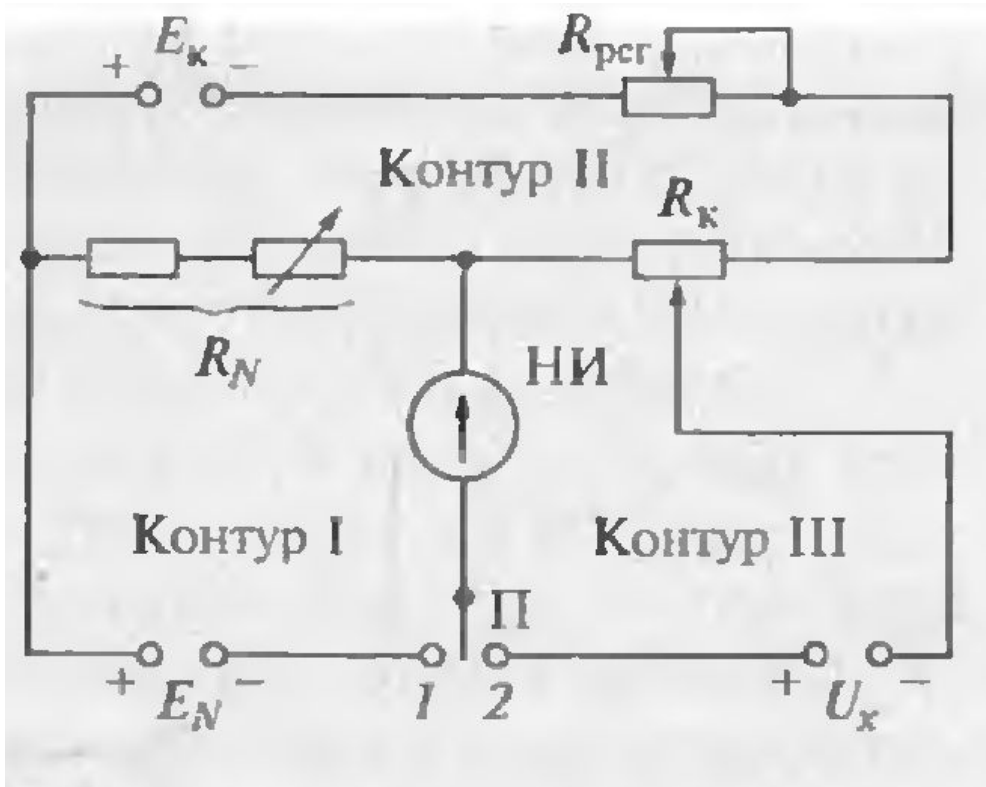 + Eк − Rрег
Контур II
Rк
RN
НИ
Контур I Контур III
П
+ EN − 1 2 + Ux −